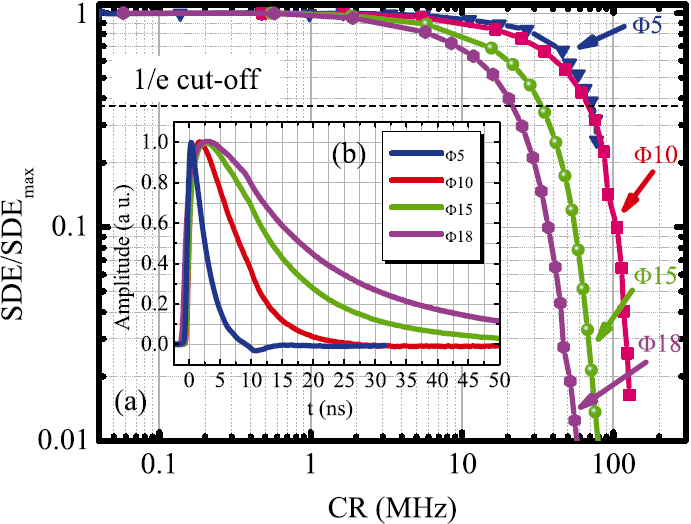 1
Φ5
1/e cut-off
(b)
1.0
Φ5
0.8
Φ10
0.6
Φ15
0.4
Φ18
0.2
0.0
Amplitude (a u.)
0 5 10 15 20 25 30 35 40 45 50
t (ns)
Φ10
Φ15
Φ18
0.1
0.01
SDE/SDEmax
(a)
0.1 1 10 100
CR (MHz)